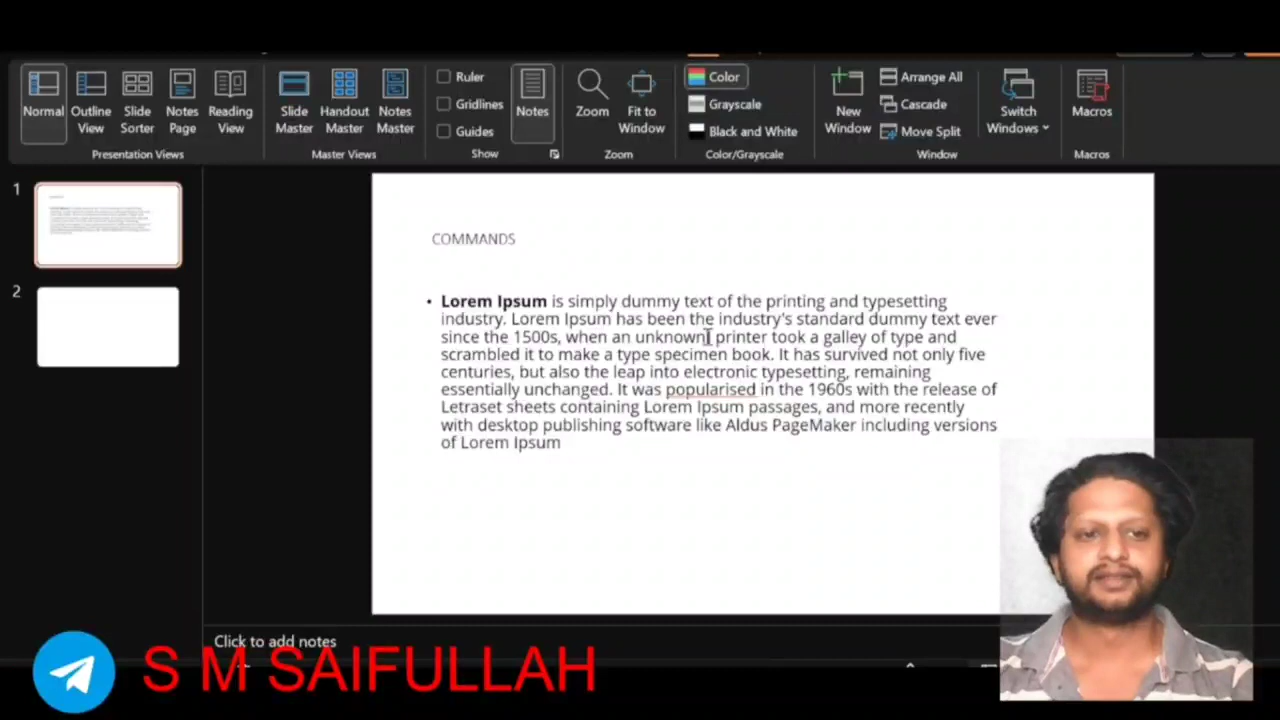 Normal
Outline View
Slide Sorter
Notes Page
Reading View
Presentation Views
Slide Master
Handout Master
Notes Master
Master Views
Ruler
Gridlines
Guides
Notes
Show
Zoom
Fit to Window
Zoom
Color
Grayscale
Black and White
Color/Grayscale
New Window
Arrange All
Cascade
Move Split
Switch Windows
Window
Macros
Macros
1
2
COMMANDS
• Lorem Ipsum is simply dummy text of the printing and typesetting
industry. Lorem Ipsum has been the industry's standard dummy text ever
since the 1500s, when an unknown printer took a galley of type and
scrambled it to make a type specimen book. It has survived not only five
centuries, but also the leap into electronic typesetting, remaining
essentially unchanged. It was popularised in the 1960s with the release of
Letraset sheets containing Lorem Ipsum passages, and more recently
with desktop publishing software like Aldus PageMaker including versions
of Lorem Ipsum
Click to add notes
S M SAIFULLAH